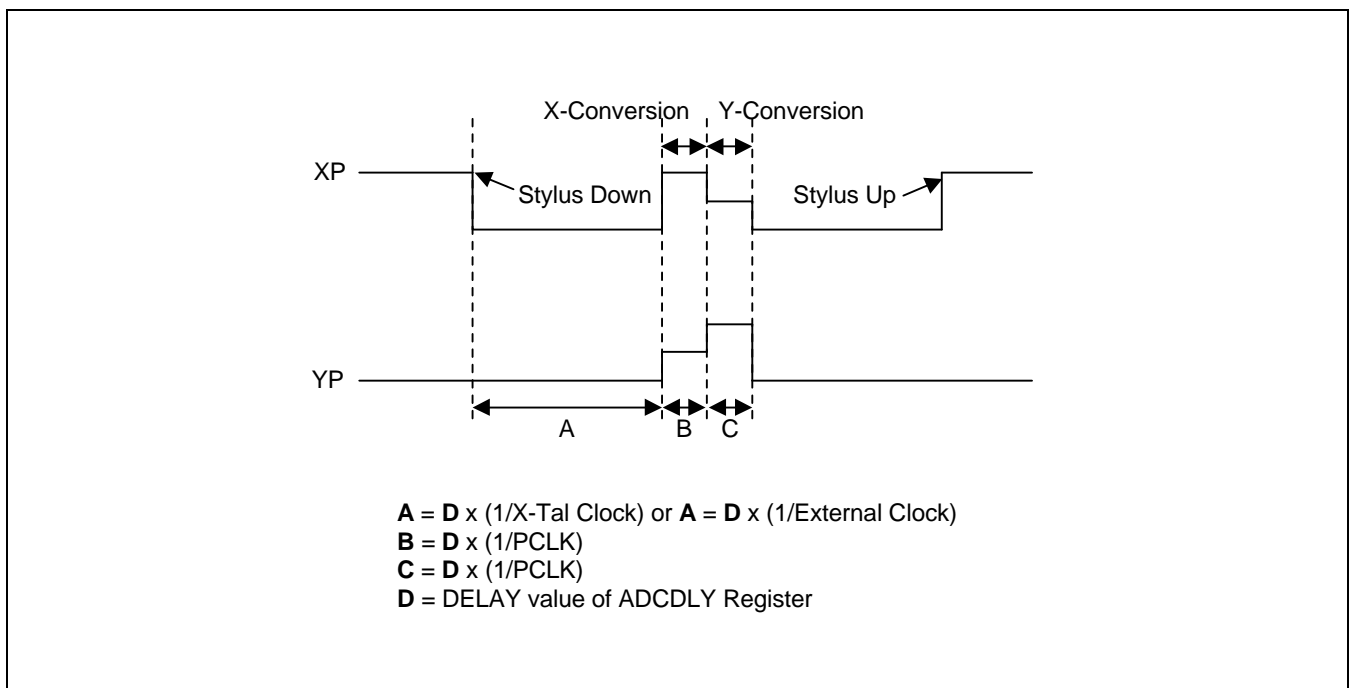 X-Conversion Y-Conversion
XP
Stylus Down
Stylus Up
YP
A
B
C
A = D x (1/X-Tal Clock) or A = D x (1/External Clock)
B = D x (1/PCLK)
C = D x (1/PCLK)
D = DELAY value of ADCDLY Register